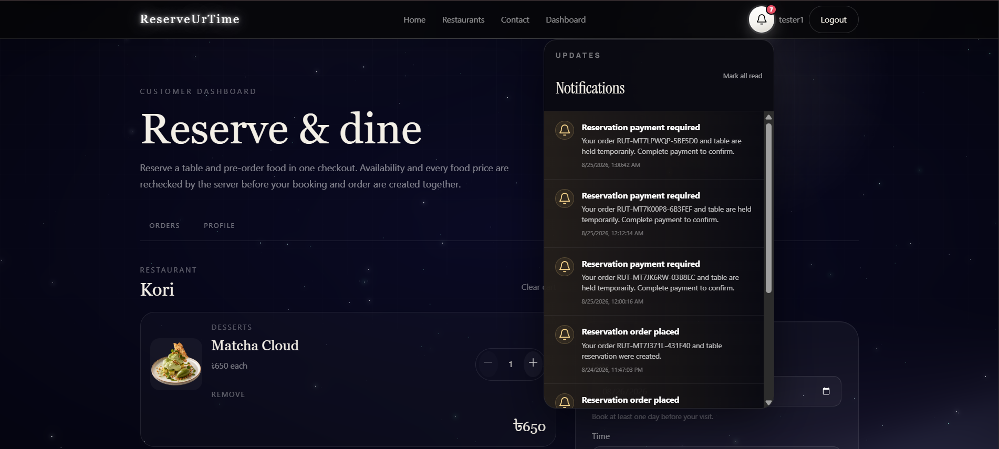 ReserveUrTime
Home
Restaurants
Contact
Dashboard
7
tester1
Logout
UPDATES
Notifications
Mark all read
Reservation payment required
Your order RUT-MT7LPWQP-5BE5D0 and table are
held temporarily. Complete payment to confirm.
8/25/2026, 1:00:42 AM
Reservation payment required
Your order RUT-MT7K00P8-6B3FEF and table are held
temporarily. Complete payment to confirm.
8/25/2026, 12:12:34 AM
Reservation payment required
Your order RUT-MT7JK6RW-03B8EC and table are
held temporarily. Complete payment to confirm.
8/25/2026, 12:00:16 AM
Reservation order placed
Your order RUT-MT7J371L-431F40 and table
reservation were created.
8/24/2026, 11:47:03 PM
Reservation order placed
CUSTOMER DASHBOARD
Reserve & dine
Reserve a table and pre-order food in one checkout. Availability and every food price are
rechecked by the server before your booking and order are created together.
ORDERS
PROFILE
RESTAURANT
Kori
Clear
DESSERTS
Matcha Cloud
৳650 each
1
REMOVE
৳650
Book at least one day before your visit.
Time